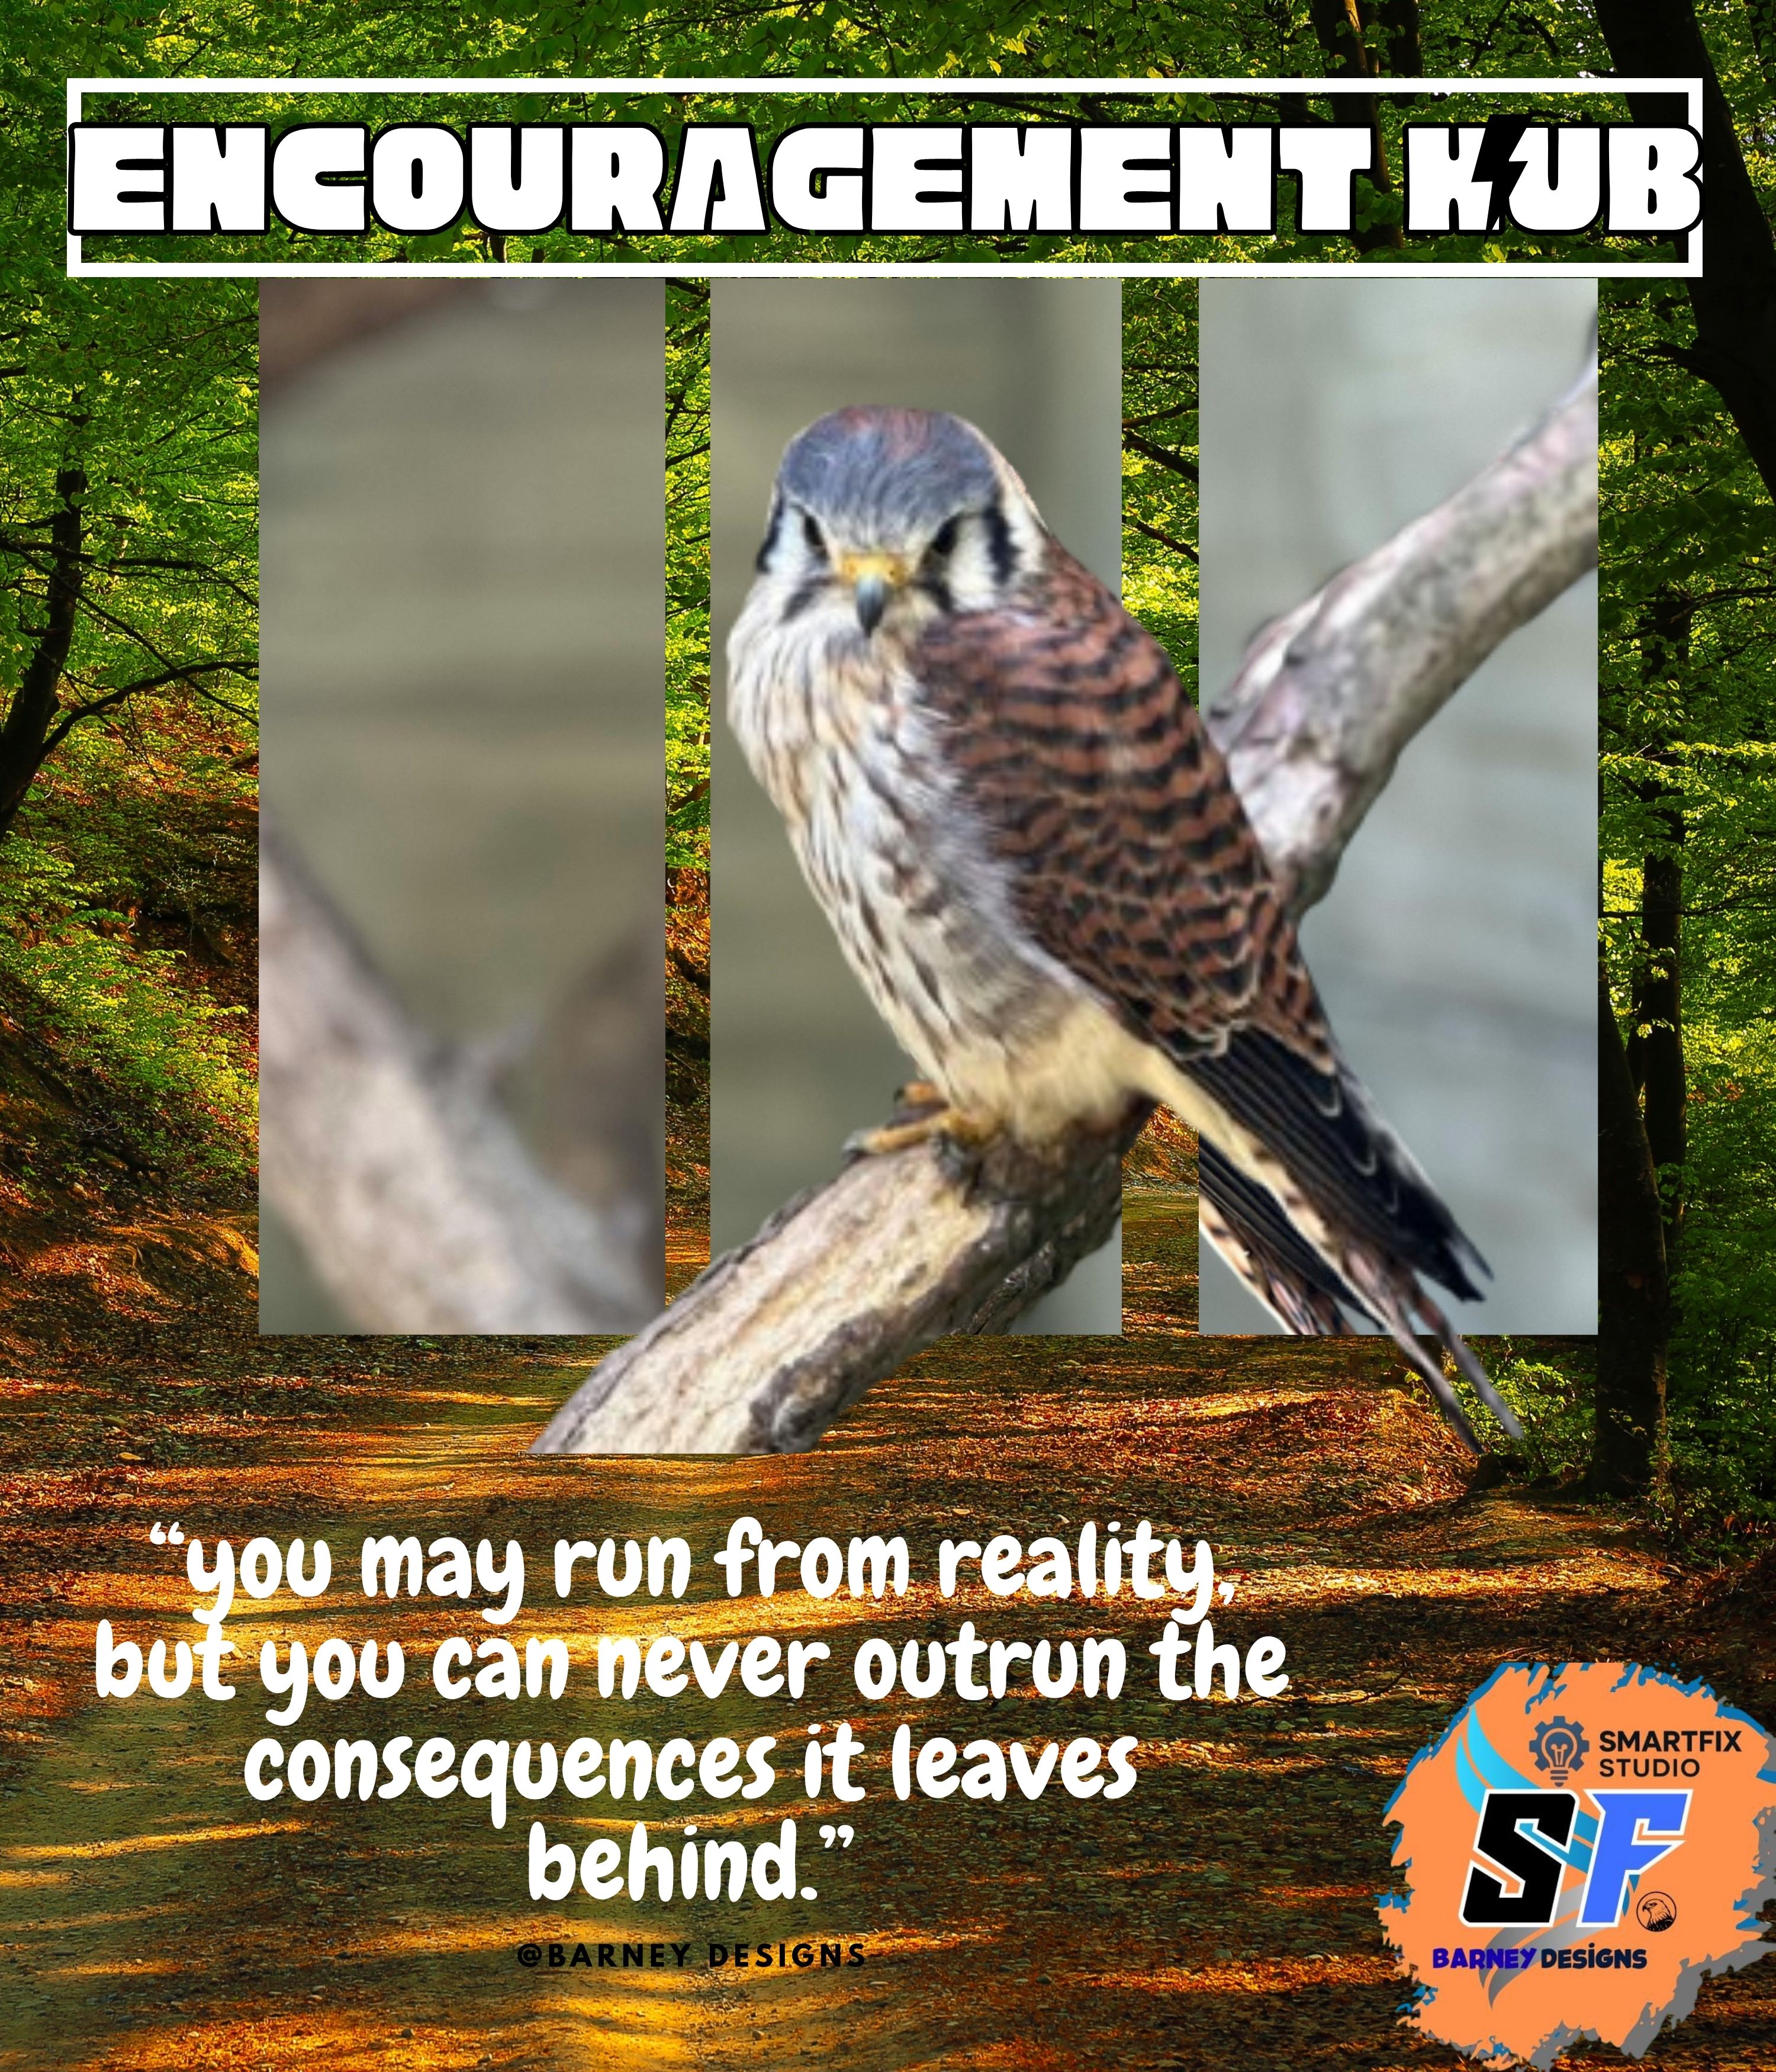 ENCOURAGEMENT HUB
“you may run from reality,
but you can never outrun the
consequences it leaves
behind.”
@BARNEY DESIGNS
SMARTFIX
STUDIO
SF
BARNEY DESiGNS